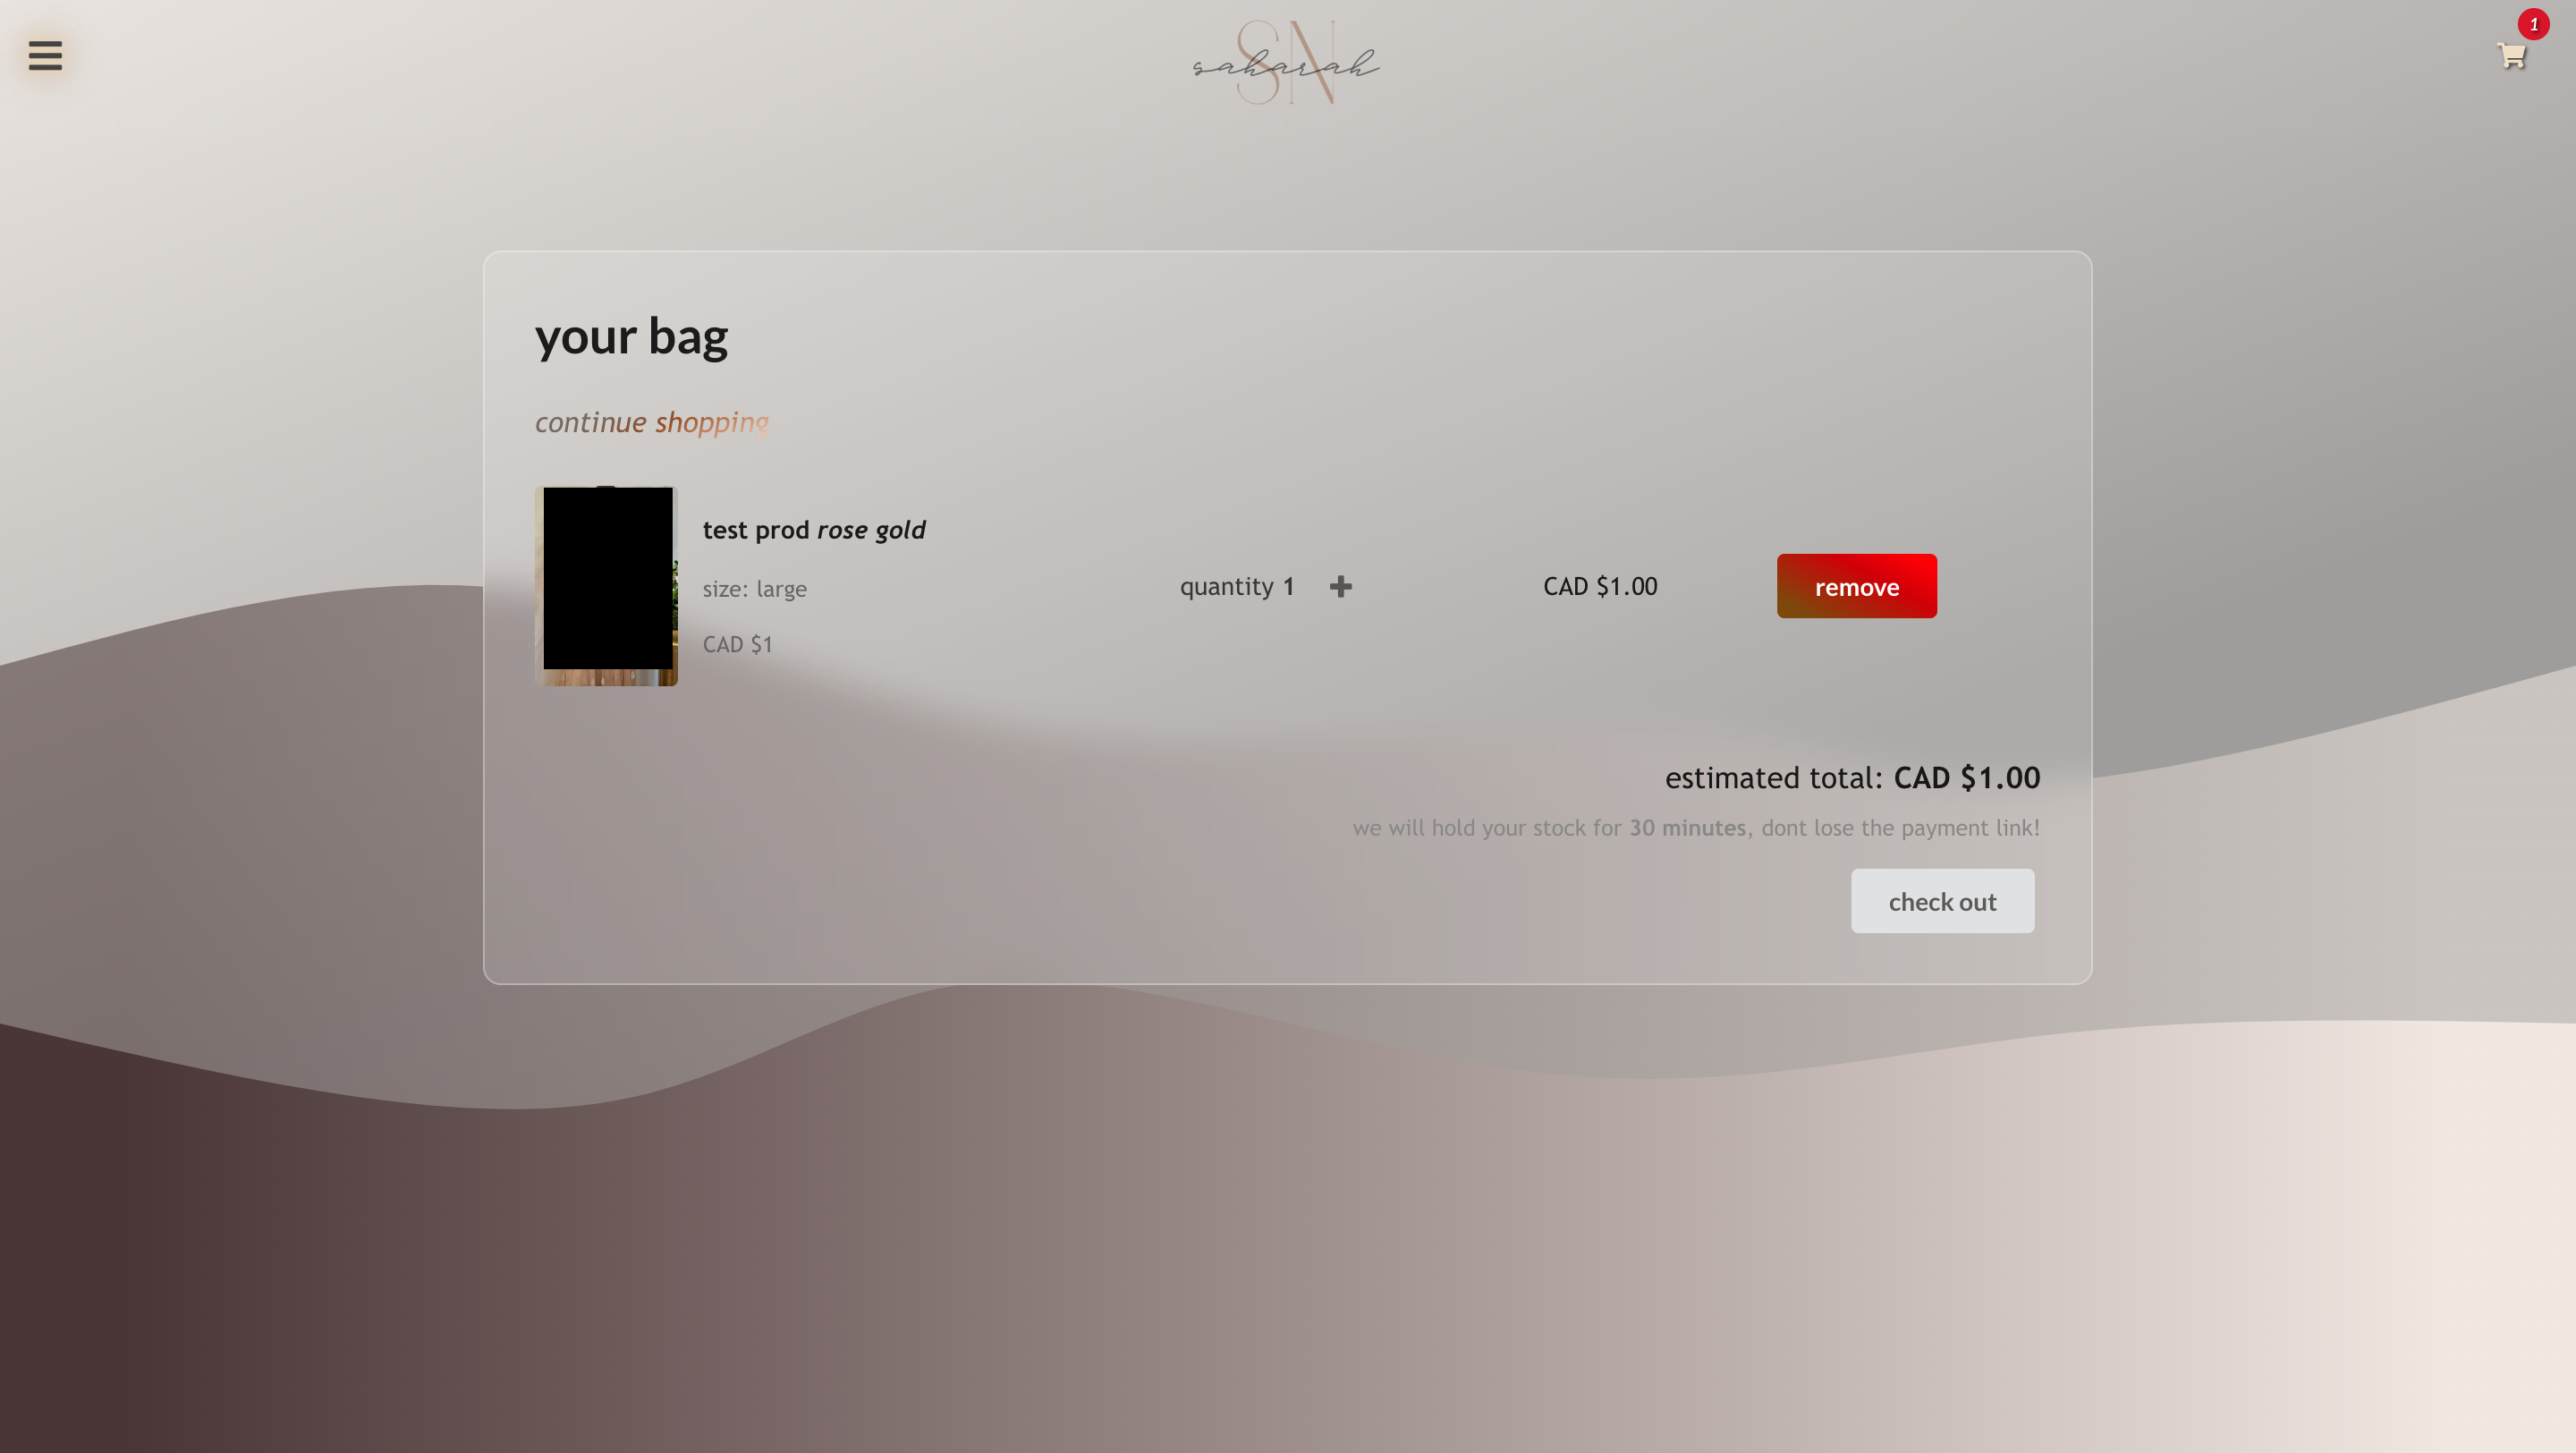 SN
saharah
1
your bag
continue shopping
test prod rose gold
size: large
CAD $1
quantity 1
CAD $1.00
remove
estimated total: CAD $1.00
we will hold your stock for 30 minutes, dont lose the payment link!
check out